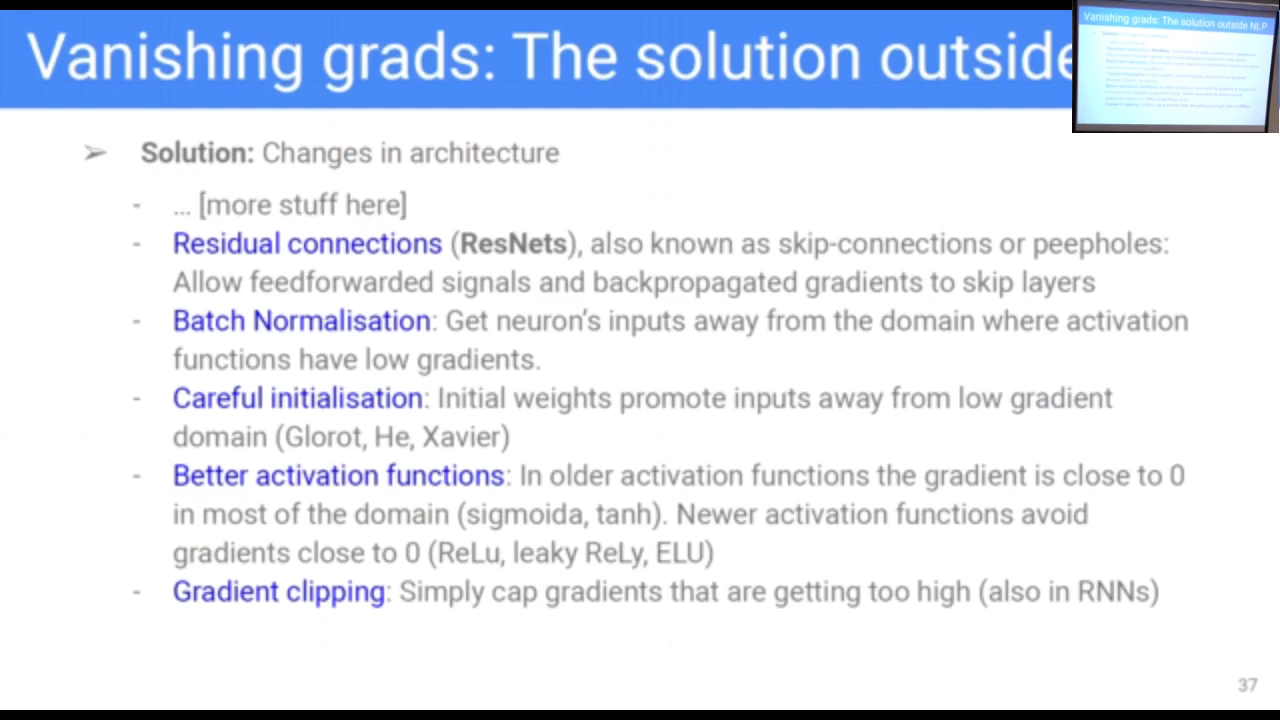 Vanishing grads: The solution outside
Vanishing grads: The solution outside NLP
➢ Solution: Changes in architecture
- ... [more stuff here]
- Residual connections (ResNets), also known as skip-connections or peepholes:
Allow feedforwarded signals and backpropagated gradients to skip layers
- Batch Normalisation: Get neuron's inputs away from the domain where activation
functions have low gradients.
- Careful initialisation: Initial weights promote inputs away from low gradient
domain (Glorot, He, Xavier)
- Better activation functions: In older activation functions the gradient is close to 0
in most of the domain (sigmoida, tanh). Newer activation functions avoid
gradients close to 0 (ReLu, leaky ReLy, ELU)
- Gradient clipping: Simply cap gradients that are getting too high (also in RNNs)
37